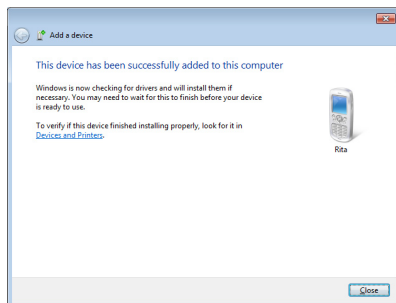 Add a device
This device has been successfully added to this computer
Windows is now checking for drivers and will install them if
necessary. You may need to wait for this to finish before your device
is ready to use.
To verify if this device finished installing properly, look for it in
Devices and Printers.
Rita
Close